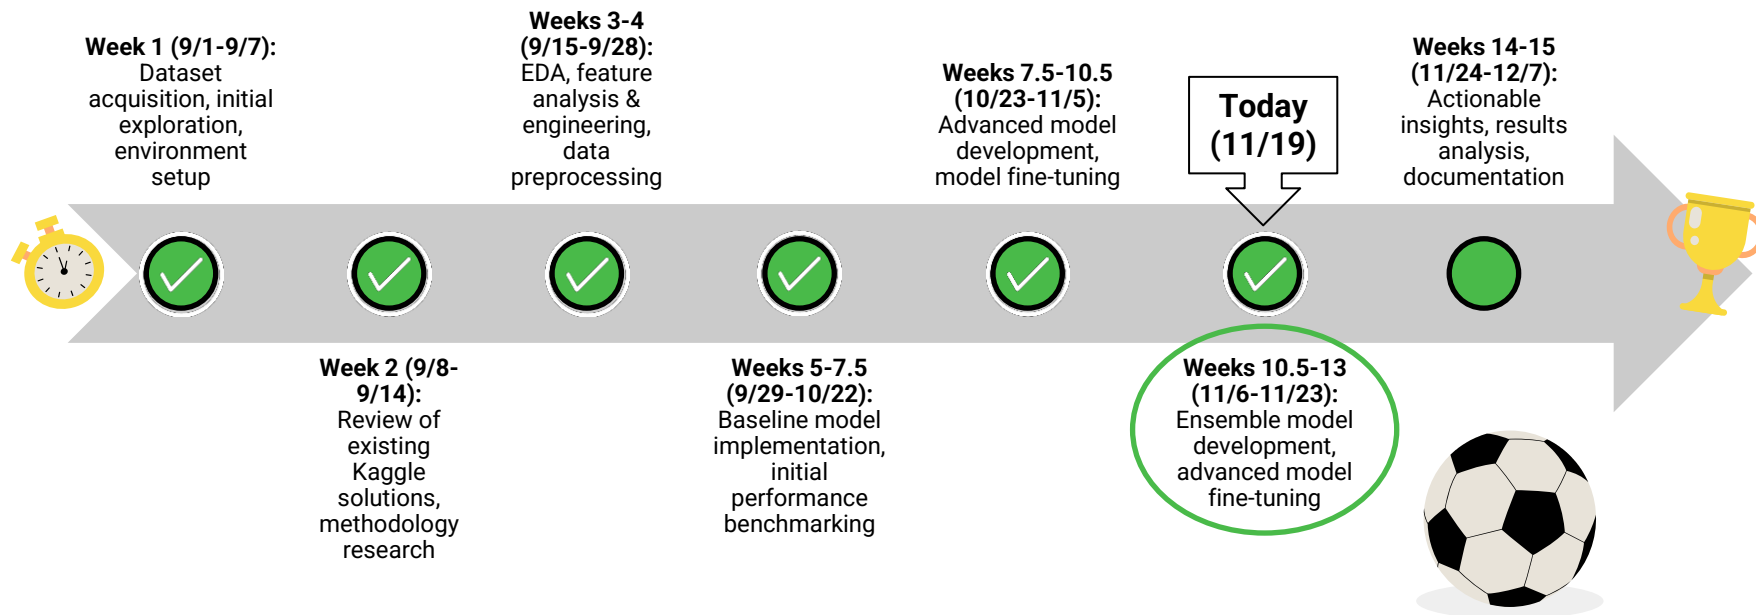 Week 1 (9/1-9/7):
Dataset
acquisition, initial
exploration,
environment
setup
Week 2 (9/8-
9/14):
Review of
existing
Kaggle
solutions,
methodology
research
Weeks 3-4
(9/15-9/28):
EDA, feature
analysis &
engineering,
data
preprocessing
Weeks 5-7.5
(9/29-10/22):
Baseline model
implementation,
initial
performance
benchmarking
Weeks 7.5-10.5
(10/23-11/5):
Advanced model
development,
model fine-tuning
Today
(11/19)
Weeks 10.5-13
(11/6-11/23):
Ensemble model
development,
advanced model
fine-tuning
Weeks 14-15
(11/24-12/7):
Actionable
insights, results
analysis,
documentation